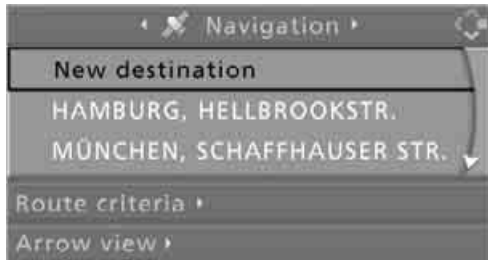 Navigation
New destination
HAMBURG, HELLBROOKSTR.
MÜNCHEN, SCHAFFHAUSER STR.
Route criteria
Arrow view